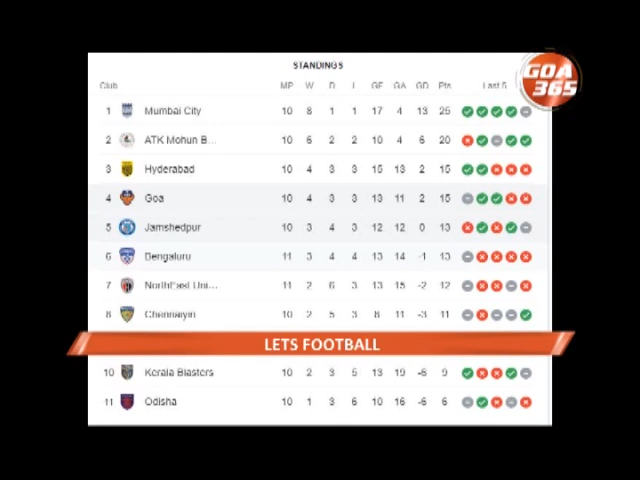 GOA
365
STANDINGS
Club MP W D L GF GA GD Pts Last 5
1 Mumbai City 10 8 1 1 17 4 13 25
2 ATK Mohun B... 10 6 2 2 10 4 6 20
3 Hyderabad 10 4 3 3 15 13 2 15
4 Goa 10 4 3 3 13 11 2 15
5 Jamshedpur 10 3 4 3 12 12 0 13
6 Bengaluru 11 3 4 4 13 14 -1 13
7 NorthEast Uni... 11 2 6 3 13 15 -2 12
8 Chennaiyin 10 2 5 3 8 11 -3 11
LETS FOOTBALL
10 Kerala Blasters 10 2 3 5 13 19 -6 9
11 Odisha 10 1 3 6 10 16 -6 6